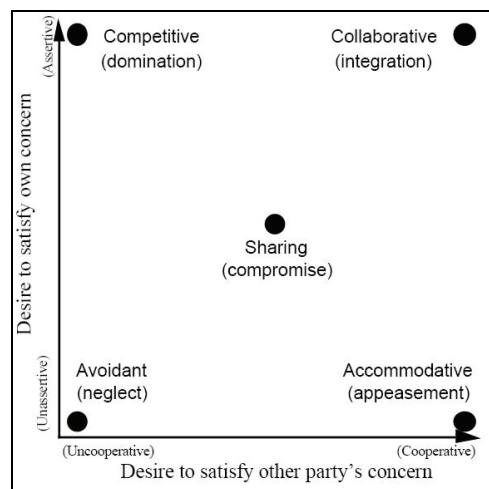 (Assertive)
Competitive
(domination)
Collaborative
(integration)
Desire to satisfy own concern
Sharing
(compromise)
Avoidant
(neglect)
Accommodative
(appeasement)
(Unassertive)
(Uncooperative)
(Cooperative)
Desire to satisfy other party's concern